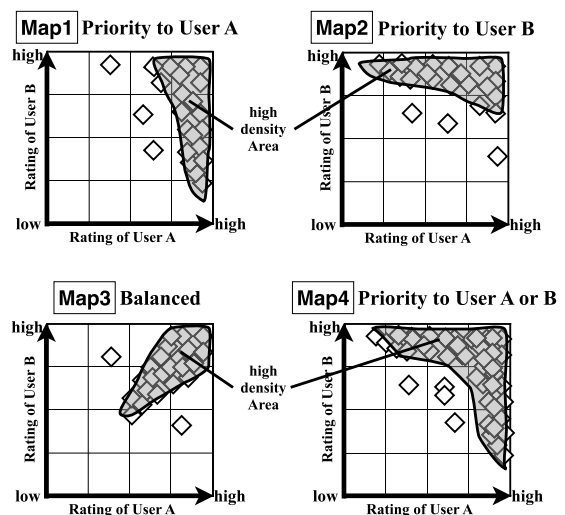 Map1 Priority to User A
high
Rating of User B
low
high
Rating of User A
Map2 Priority to User B
high
Rating of User B
low
high
Rating of User A
high
density
Area
Map3 Balanced
high
Rating of User B
low
high
Rating of User A
Map4 Priority to User A or B
high
Rating of User B
low
high
Rating of User A
high
density
Area